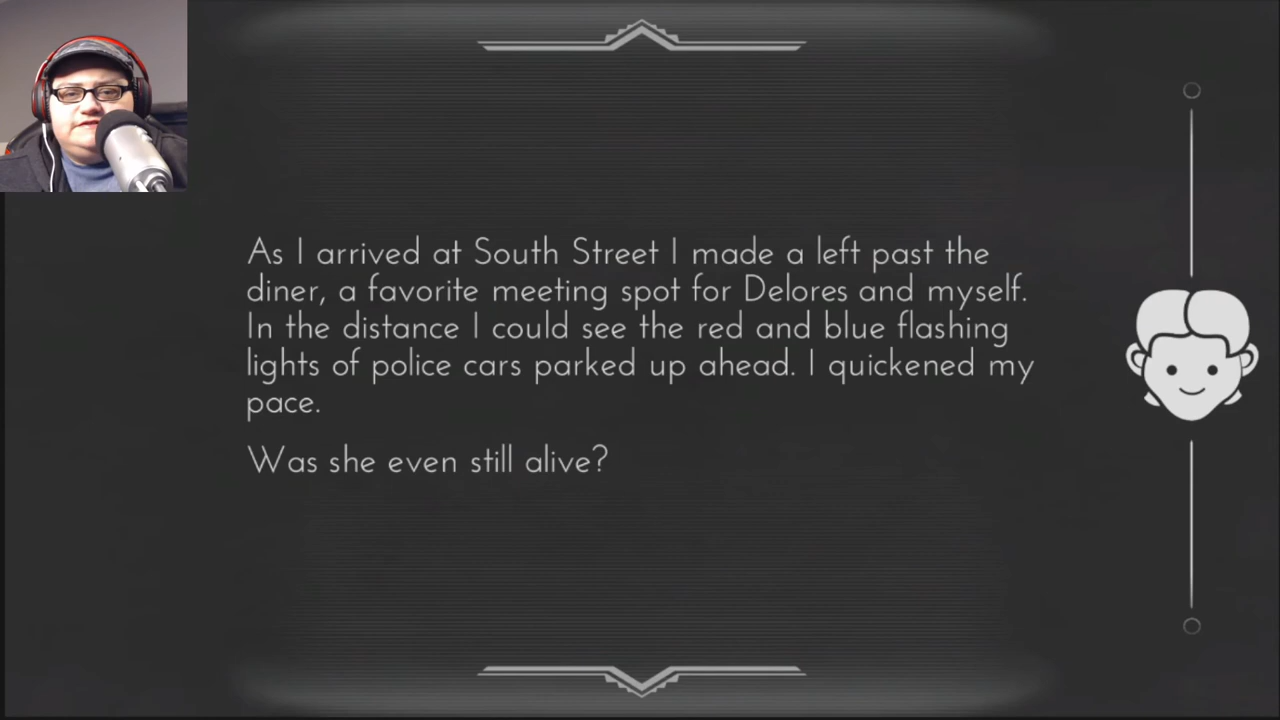 As I arrived at South Street I made a left past the
diner, a favorite meeting spot for Delores and myself.
In the distance I could see the red and blue flashing
lights of police cars parked up ahead. I quickened my
pace.
Was she even still alive?